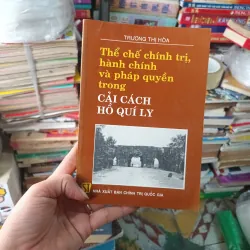 TRƯƠNG THỊ HÒA
Thể chế chính trị,
hành chính
và pháp quyền
trong
CẢI CÁCH
HỒ QUÍ LY
NHÀ XUẤT BẢN CHÍNH TRỊ QUỐC GIA